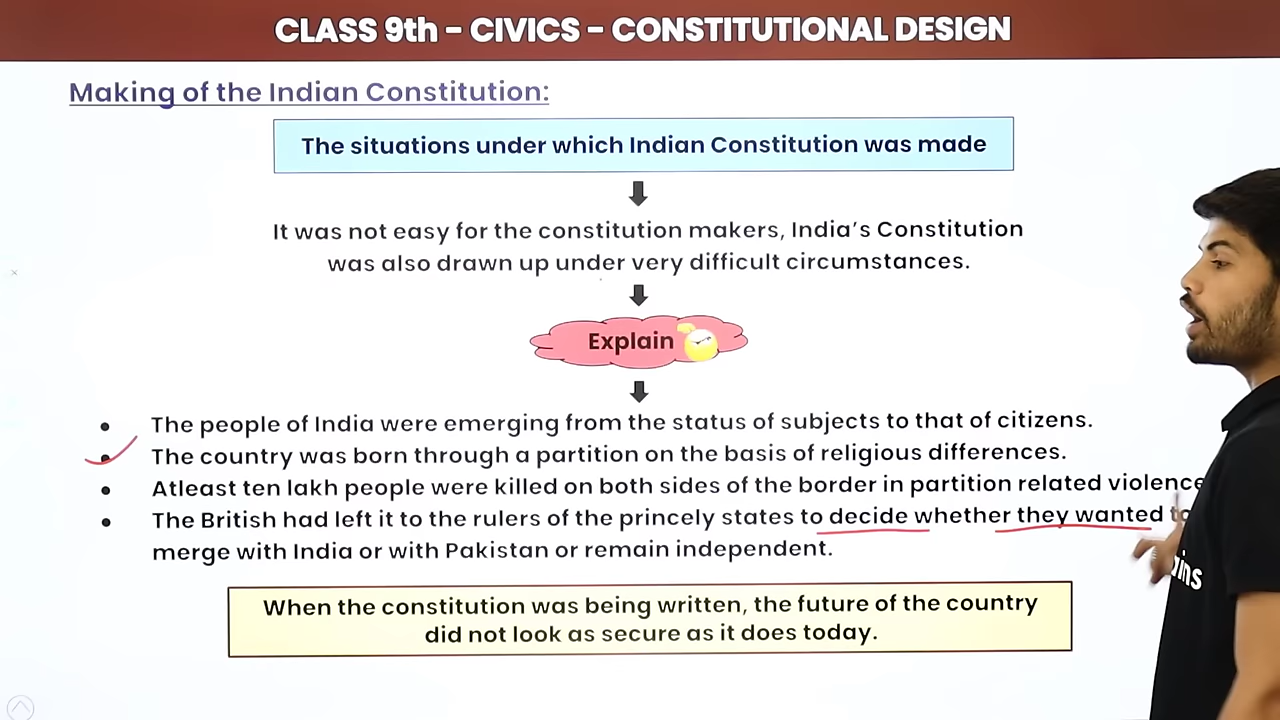 CLASS 9th - CIVICS - CONSTITUTIONAL DESIGN
Making of the Indian Constitution:
The situations under which Indian Constitution was made
It was not easy for the constitution makers, India's Constitution
was also drawn up under very difficult circumstances.
Explain
• The people of India were emerging from the status of subjects to that of citizens.
• The country was born through a partition on the basis of religious differences.
• Atleast ten lakh people were killed on both sides of the border in partition related violence
• The British had left it to the rulers of the princely states to decide whether they wanted to
merge with India or with Pakistan or remain independent.
When the constitution was being written, the future of the country
did not look as secure as it does today.